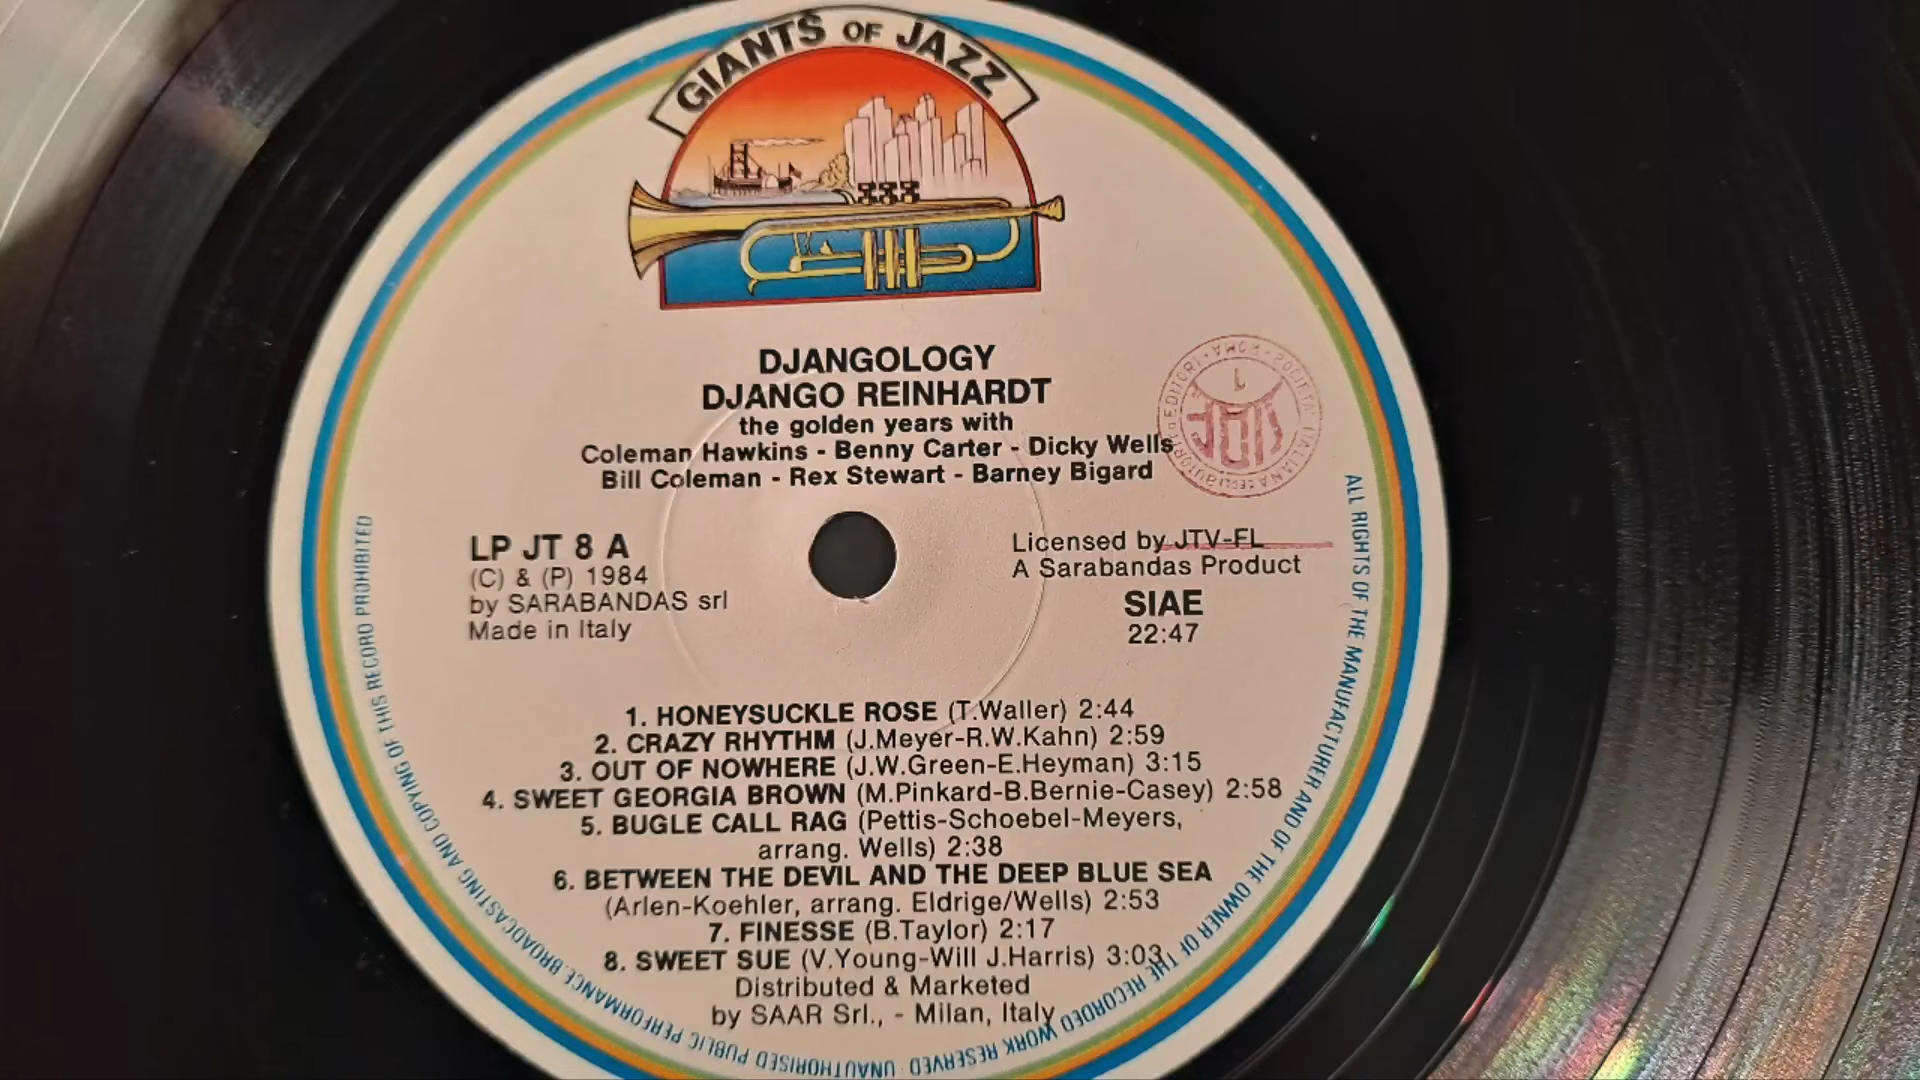 GIANTS OF JAZZ
DJANGOLOGY
DJANGO REINHARDT
the golden years with
Coleman Hawkins - Benny Carter - Dicky Wells
Bill Coleman - Rex Stewart - Barney Bigard
LP JT 8 A
(C) & (P) 1984
by SARABANDAS srl
Made in Italy
Licensed by JTV-FL
A Sarabandas Product
SIAE
22:47
1. HONEYSUCKLE ROSE (T.Waller) 2:44
2. CRAZY RHYTHM (J.Meyer-R.W.Kahn) 2:59
3. OUT OF NOWHERE (J.W.Green-E.Heyman) 3:15
4. SWEET GEORGIA BROWN (M.Pinkard-B.Bernie-Casey) 2:58
5. BUGLE CALL RAG (Pettis-Schoebel-Meyers,
arrang. Wells) 2:38
6. BETWEEN THE DEVIL AND THE DEEP BLUE SEA
(Arlen-Koehler, arrang. Eldrige/Wells) 2:53
7. FINESSE (B.Taylor) 2:17
8. SWEET SUE (V.Young-Will J.Harris) 3:03
Distributed & Marketed
by SAAR Srl., - Milan, Italy
ALL RIGHTS OF THE MANUFACTURER AND OF THE OWNER OF THE RECORDED WORK RESERVED · UNAUTHORISED PUBLIC PERFORMANCE BROADCASTING AND COPYING OF THIS RECORD PROHIBITED
SOCIETA' ITALIANA EDITORI · ROMA ·